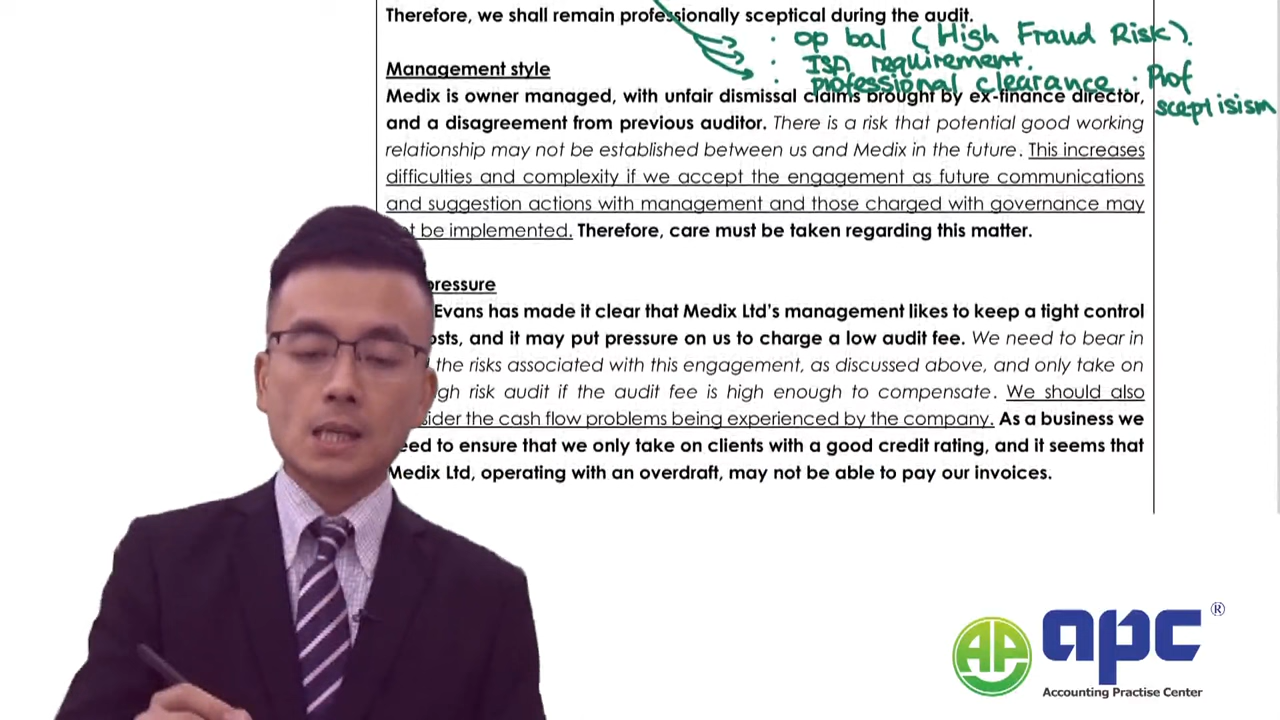 Therefore, we shall remain professionally sceptical during the audit.
· op bal (High Fraud Risk).
· ISA requirement.
· professional clearance · Prof
sceptisism
Management style
Medix is owner managed, with unfair dismissal claims brought by ex-finance director,
and a disagreement from previous auditor. There is a risk that potential good working
relationship may not be established between us and Medix in the future. This increases
difficulties and complexity if we accept the engagement as future communications
and suggestion actions with management and those charged with governance may
be implemented. Therefore, care must be taken regarding this matter.
pressure
Evans has made it clear that Medix Ltd's management likes to keep a tight control
and it may put pressure on us to charge a low audit fee. We need to bear in
the risks associated with this engagement, as discussed above, and only take on
risk audit if the audit fee is high enough to compensate. We should also
the cash flow problems being experienced by the company. As a business we
to ensure that we only take on clients with a good credit rating, and it seems that
Medix Ltd, operating with an overdraft, may not be able to pay our invoices.
AP apc ®
Accounting Practise Center